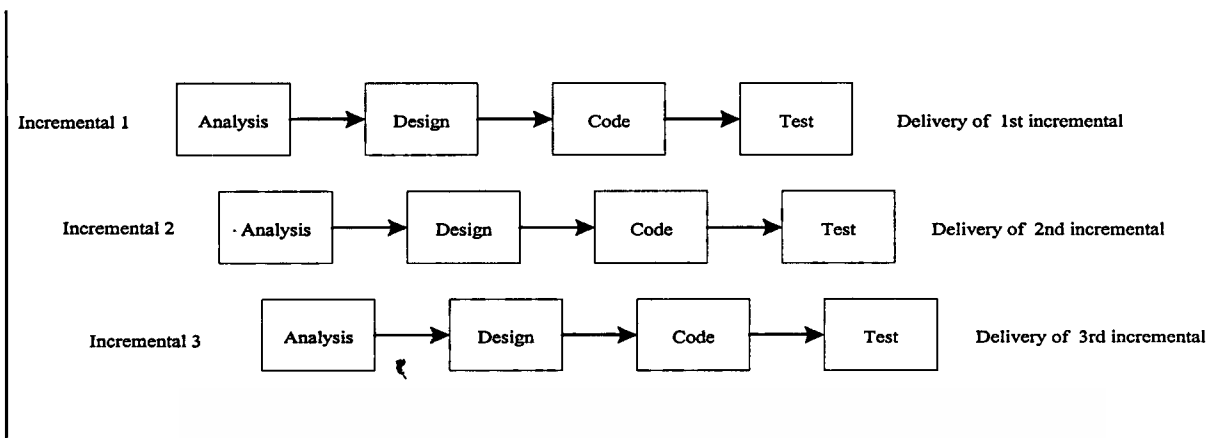 Incremental 1 Analysis Design Code Test Delivery of 1st incremental
Incremental 2 Analysis Design Code Test Delivery of 2nd incremental
Incremental 3 Analysis Design Code Test Delivery of 3rd incremental